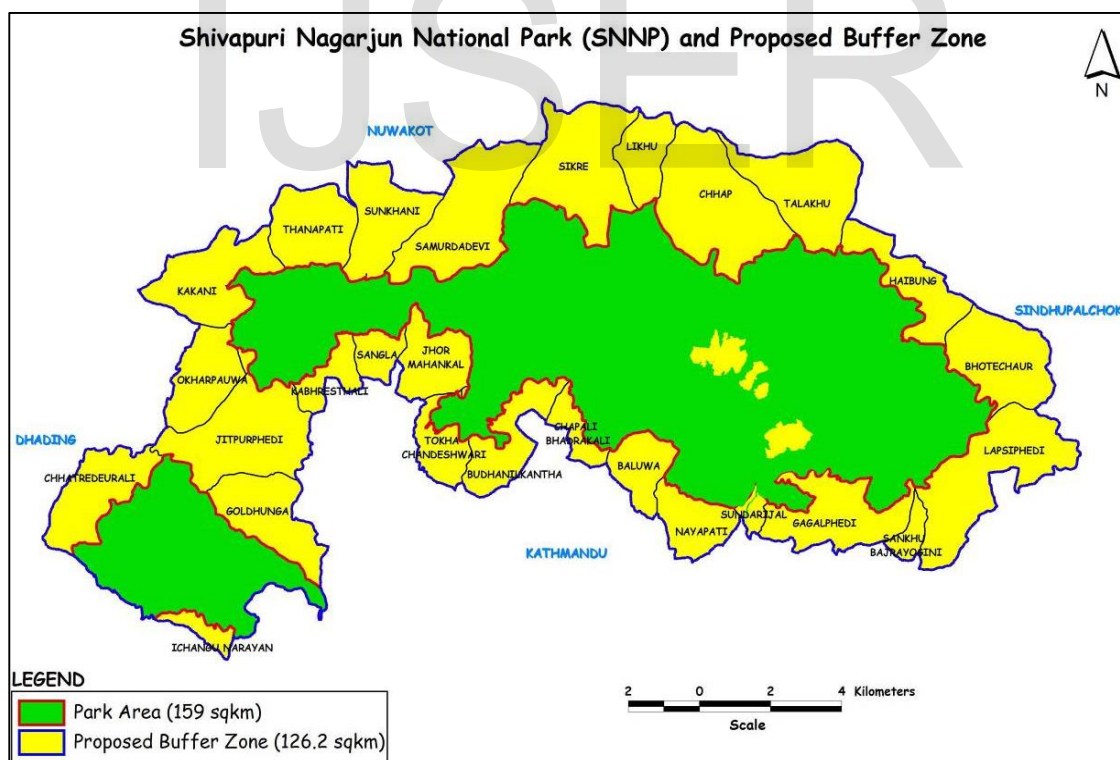 IJSER
Shivapuri Nagarjun National Park (SNNP) and Proposed Buffer Zone
N
NUWAKOT
LIKHU
SIKRE
CHHAP
TALAKHU
SUNKHANI
THANAPATI
SAMURDADEVI
KAKANI
HAIBUNG
SINDHUPALCHOK
JHOR
MAHANKAL
SANGLA
BHOTECHAUR
OKHARPAUWA
KABHRESTHALI
CHAPALI
BHADRAKALI
JITPURPHEDI
DHADING
TOKHA
CHANDESHWARI
LAPSIPHEDI
BALUWA
BUDHANILKANTHA
CHHATREDEURALI
GOLDHUNGA
SUNDARIJAL
GAGALPHEDI
NAYAPATI
SANKHU
BAJRAYOGINI
KATHMANDU
ICHANGU NARAYAN
LEGEND
Park Area (159 sqkm)
Proposed Buffer Zone (126.2 sqkm)
2 0 2 4 Kilometers
Scale